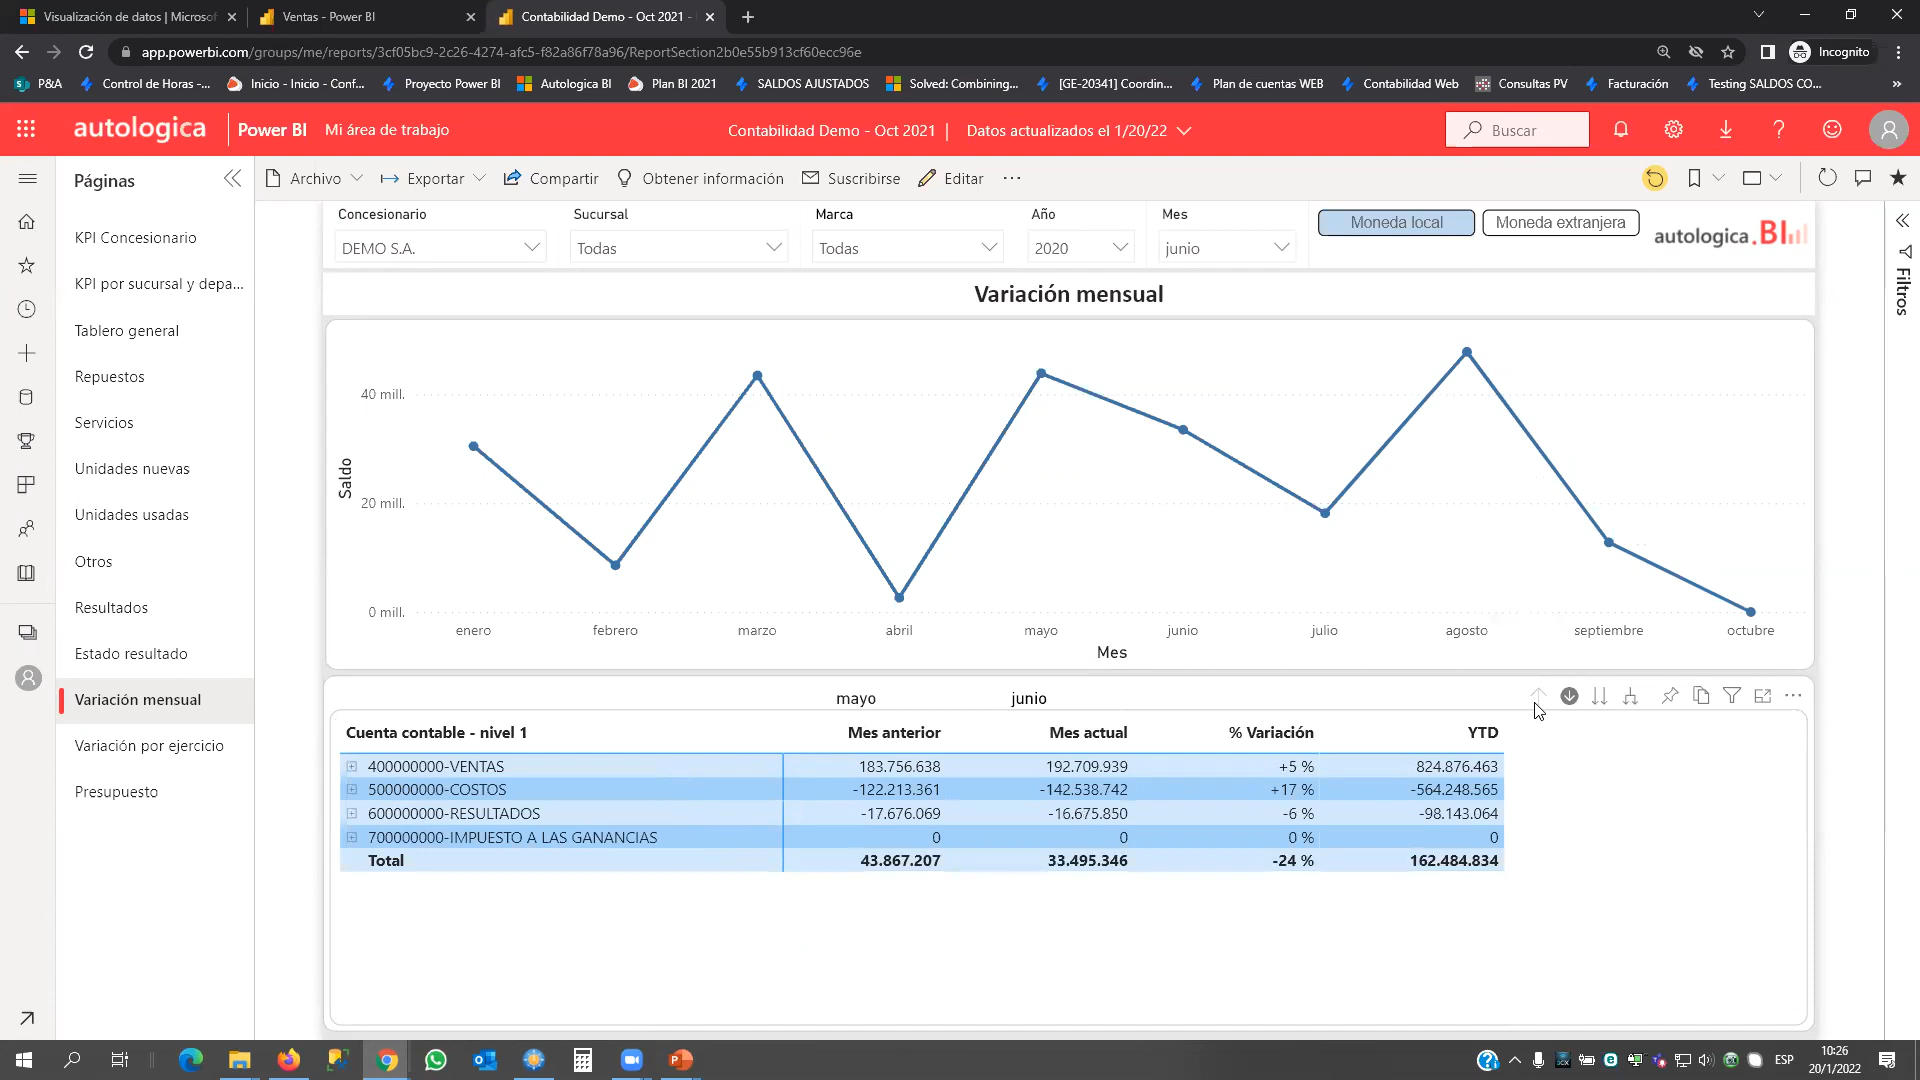 Visualización de datos | Microsof
Ventas - Power BI
Contabilidad Demo - Oct 2021 -
app.powerbi.com/groups/me/reports/3cf05bc9-2c26-4274-afc5-f82a86f78a96/ReportSection2b0e55b913cf60ecc96e
Incognito
P&A
Control de Horas -...
Inicio - Inicio - Conf...
Proyecto Power BI
Autologica BI
Plan BI 2021
SALDOS AJUSTADOS
Solved: Combining...
[GE-20341] Coordin...
Plan de cuentas WEB
Contabilidad Web
Consultas PV
Facturación
Testing SALDOS CO...
autologica
Power BI
Mi área de trabajo
Contabilidad Demo - Oct 2021 |
Datos actualizados el 1/20/22
Buscar
Páginas
Archivo
Exportar
Compartir
Obtener información
Suscribirse
Editar
KPI Concesionario
KPI por sucursal y depa...
Tablero general
Repuestos
Servicios
Unidades nuevas
Unidades usadas
Otros
Resultados
Estado resultado
Variación mensual
Variación por ejercicio
Presupuesto
Concesionario
Sucursal
Marca
Año
Mes
DEMO S.A.
Todas
Todas
2020
junio
Moneda local
Moneda extranjera
autologica.BI
Filtros
Variación mensual
Saldo
40 mill.
20 mill.
0 mill.
enero febrero marzo abril mayo junio julio agosto septiembre octubre
Mes
mayo junio
Cuenta contable - nivel 1 Mes anterior Mes actual % Variación YTD
400000000-VENTAS 183.756.638 192.709.939 +5 % 824.876.463
500000000-COSTOS -122.213.361 -142.538.742 +17 % -564.248.565
600000000-RESULTADOS -17.676.069 -16.675.850 -6 % -98.143.064
700000000-IMPUESTO A LAS GANANCIAS 0 0 0 % 0
Total 43.867.207 33.495.346 -24 % 162.484.834
ESP
10:26
20/1/2022